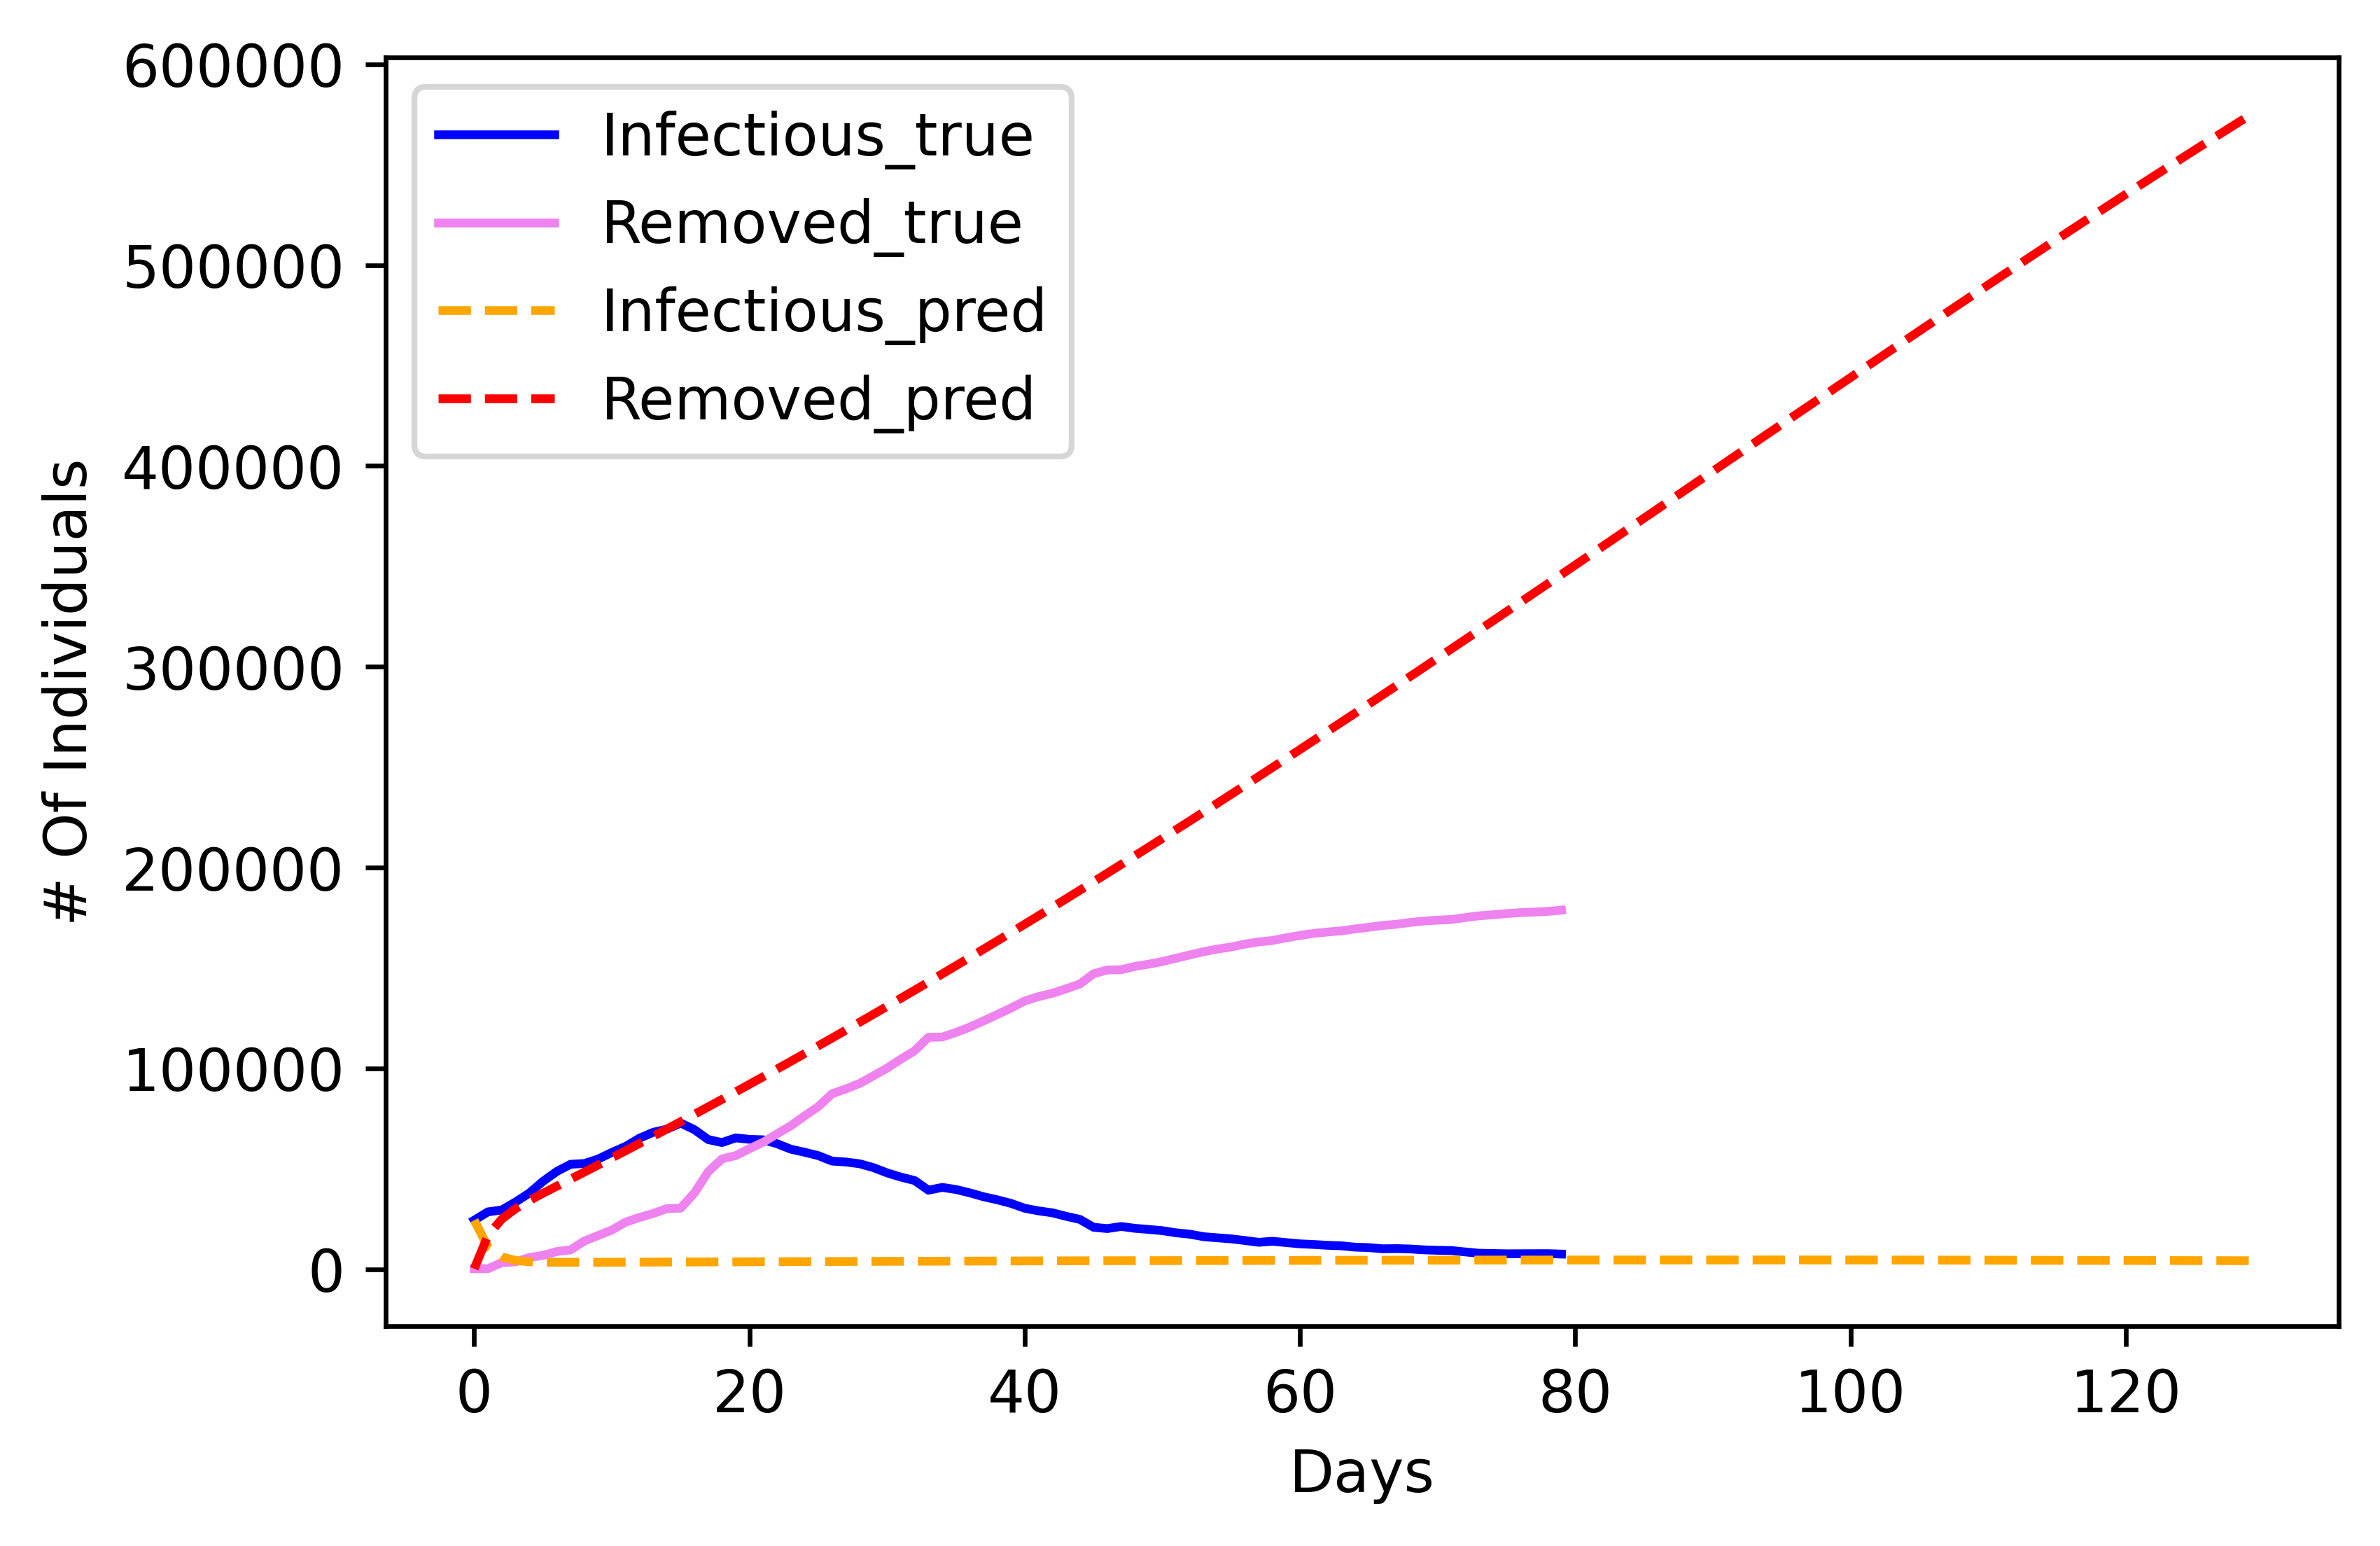 600000
500000
400000
300000
200000
100000
0
# Of Individuals
Infectious_true
Removed_true
Infectious_pred
Removed_pred
0 20 40 60 80 100 120
Days